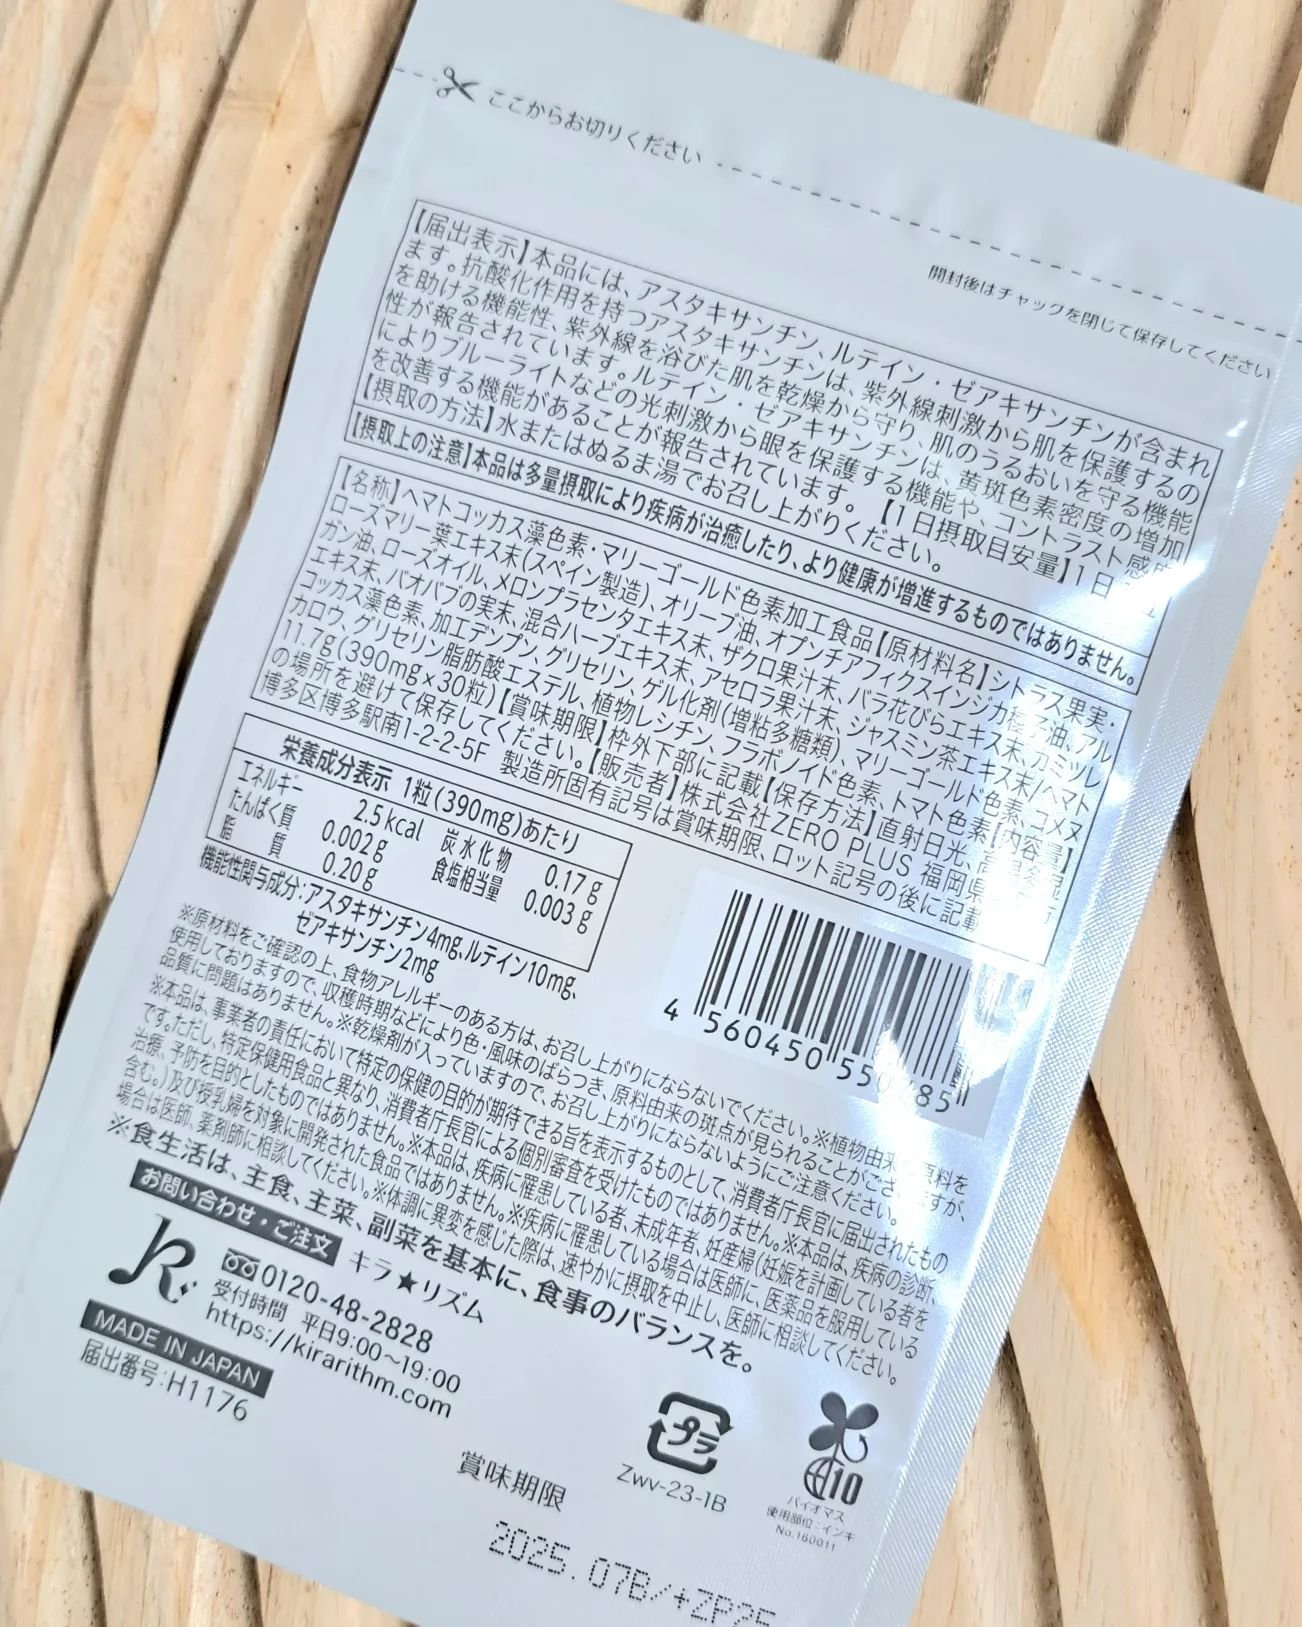 ここからお切りください
開封後はチャックを閉じて保存してください
【届出表示】本品には、アスタキサンチン、ルテイン・ゼアキサンチンが含まれ
ます。抗酸化作用を持つアスタキサンチンは、紫外線刺激から肌を保護するの
を助ける機能性、紫外線を浴びた肌を乾燥から守り、肌のうるおいを守る機能
性が報告されています。ルテイン・ゼアキサンチンは、黄斑色素密度の増加
によりブルーライトなどの光刺激から眼を保護する機能や、コントラスト感度
を改善する機能があることが報告されています。【1日摂取目安量】1日
【摂取の方法】水またはぬるま湯でお召し上がりください。
【摂取上の注意】本品は多量摂取により疾病が治癒したり、より健康が増進するものではありません。
【名称】ヘマトコッカス藻色素・マリーゴールド色素加工食品【原材料名】シトラス果実・
ローズマリー葉エキス末(スペイン製造)、オリーブ油、オプンチアフィクスインジカ種子油、アル
ガン油、ローズオイル、メロンプラセンタエキス末、ザクロ果汁末、バラ花びらエキス末、カミツレ
エキス末、バオバブの実末、混合ハーブエキス末、アセロラ果汁末、ジャスミン茶エキス末/ヘマト
コッカス藻色素、加工デンプン、グリセリン、ゲル化剤(増粘多糖類)、マリーゴールド色素、コメヌ
カロウ、グリセリン脂肪酸エステル、植物レシチン、フラボノイド色素、トマト色素【内容量】
11.7g(390mg×30粒)【賞味期限】枠外下部に記載【保存方法】直射日光、高温多湿
の場所を避けて保存してください。【販売者】株式会社ZERO PLUS 福岡県
博多区博多駅南1-2-2-5F 製造所固有記号は賞味期限、ロット記号の後に記載
栄養成分表示 1粒(390mg)あたり
エネルギー 2.5kcal 炭水化物 0.17g
たんぱく質 0.002g 食塩相当量 0.003g
脂質 0.20g
機能性関与成分:アスタキサンチン4mg、ルテイン10mg、
ゼアキサンチン2mg
4 560450 55 85
※原材料をご確認の上、食物アレルギーのある方は、お召し上がりにならないでください。※植物由来 原料を
使用しておりますので、収穫時期などにより色・風味のばらつき、原料由来の斑点が見られることがございますが、
品質に問題はありません。※乾燥剤が入っていますので、お召し上がりにならないようにご注意ください。
※本品は、事業者の責任において特定の保健の目的が期待できる旨を表示するものとして、消費者庁長官に届出されたもの
です。ただし、特定保健用食品と異なり、消費者庁長官による個別審査を受けたものではありません。※本品は、疾病の診断、
治療、予防を目的としたものではありません。※本品は、疾病に罹患している者、未成年者、妊産婦(妊娠を計画している者を
含む。)及び授乳婦を対象に開発された食品ではありません。※疾病に罹患している場合は医師に、医薬品を服用している
場合は医師、薬剤師に相談してください。※体調に異変を感じた際は、速やかに摂取を中止し、医師に相談してください。
※食生活は、主食、主菜、副菜を基本に、食事のバランスを。
お問い合わせ・ご注文 キラ★リズム
0120-48-2828
受付時間 平日9:00~19:00
https://kirarithm.com
MADE IN JAPAN
届出番号:H1176
プラ
Zwv-23-1B
10
バイオマス
使用部位:インキ
No.160011
賞味期限
2025.07B/+ZP25